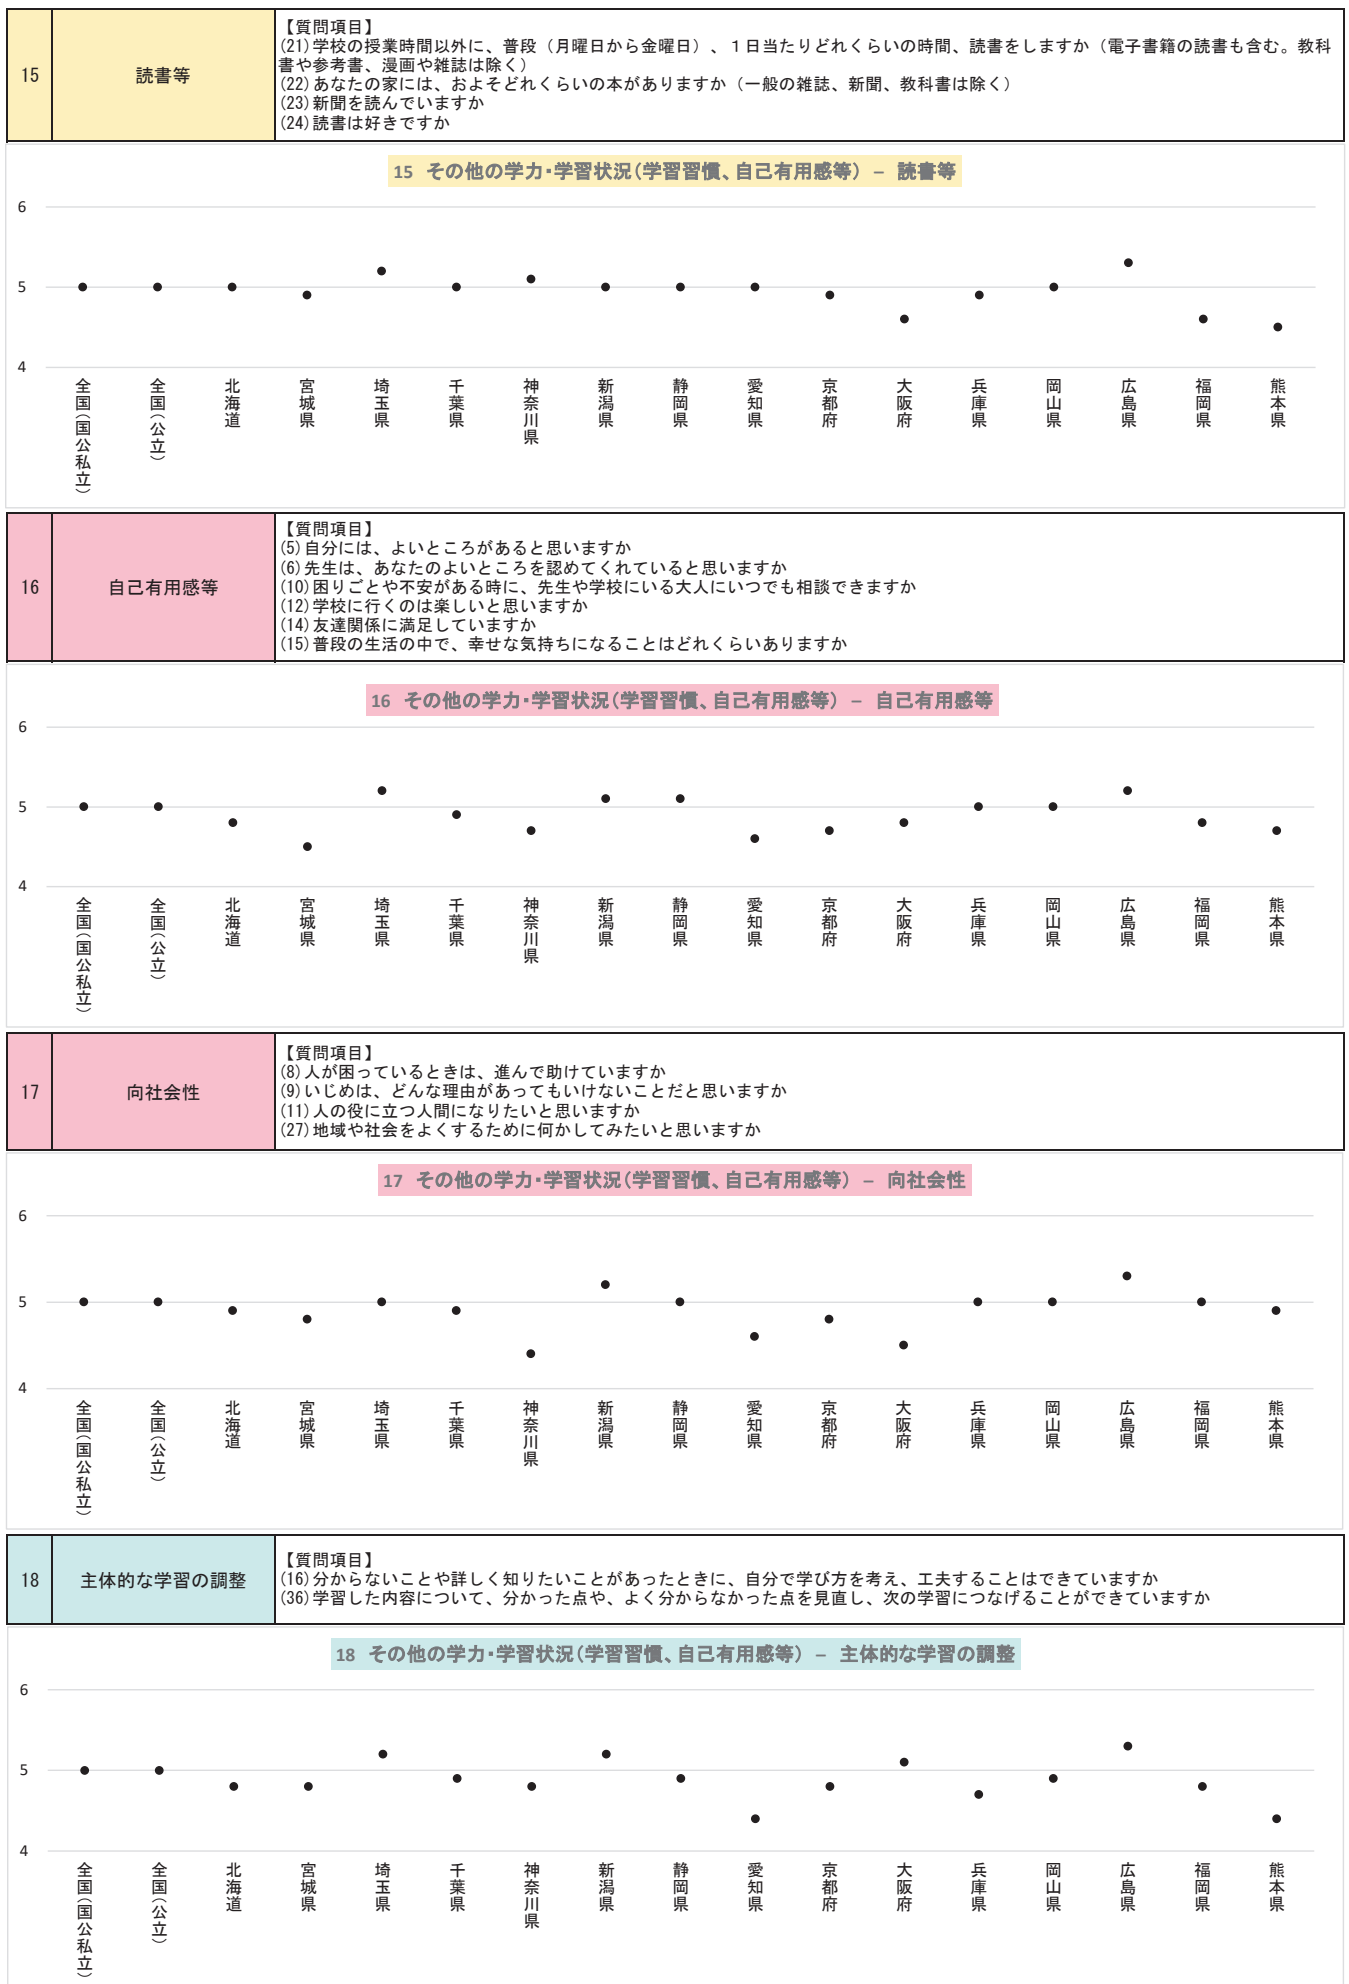 15
読書等
【質問項目】
(21)学校の授業時間以外に、普段（月曜日から金曜日）、１日当たりどれくらいの時間、読書をしますか（電子書籍の読書も含む。教科
書や参考書、漫画や雑誌は除く）
(22)あなたの家には、およそどれくらいの本がありますか（一般の雑誌、新聞、教科書は除く）
(23)新聞を読んでいますか
(24)読書は好きですか
15 その他の学力・学習状況（学習習慣、自己有用感等） – 読書等
6
5
4
全国（国公私立）
全国（公立）
北海道
宮城県
埼玉県
千葉県
神奈川県
新潟県
静岡県
愛知県
京都府
大阪府
兵庫県
岡山県
広島県
福岡県
熊本県
16
自己有用感等
【質問項目】
(5)自分には、よいところがあると思いますか
(6)先生は、あなたのよいところを認めてくれていると思いますか
(10)困りごとや不安がある時に、先生や学校にいる大人にいつでも相談できますか
(12)学校に行くのは楽しいと思いますか
(14)友達関係に満足していますか
(15)普段の生活の中で、幸せな気持ちになることはどれくらいありますか
16 その他の学力・学習状況（学習習慣、自己有用感等） – 自己有用感等
6
5
4
全国（国公私立）
全国（公立）
北海道
宮城県
埼玉県
千葉県
神奈川県
新潟県
静岡県
愛知県
京都府
大阪府
兵庫県
岡山県
広島県
福岡県
熊本県
17
向社会性
【質問項目】
(8)人が困っているときは、進んで助けていますか
(9)いじめは、どんな理由があってもいけないことだと思いますか
(11)人の役に立つ人間になりたいと思いますか
(27)地域や社会をよくするために何かしてみたいと思いますか
17 その他の学力・学習状況（学習習慣、自己有用感等） – 向社会性
6
5
4
全国（国公私立）
全国（公立）
北海道
宮城県
埼玉県
千葉県
神奈川県
新潟県
静岡県
愛知県
京都府
大阪府
兵庫県
岡山県
広島県
福岡県
熊本県
18
主体的な学習の調整
【質問項目】
(16)分からないことや詳しく知りたいことがあったときに、自分で学び方を考え、工夫することはできていますか
(36)学習した内容について、分かった点や、よく分からなかった点を見直し、次の学習につなげることができていますか
18 その他の学力・学習状況（学習習慣、自己有用感等） – 主体的な学習の調整
6
5
4
全国（国公私立）
全国（公立）
北海道
宮城県
埼玉県
千葉県
神奈川県
新潟県
静岡県
愛知県
京都府
大阪府
兵庫県
岡山県
広島県
福岡県
熊本県